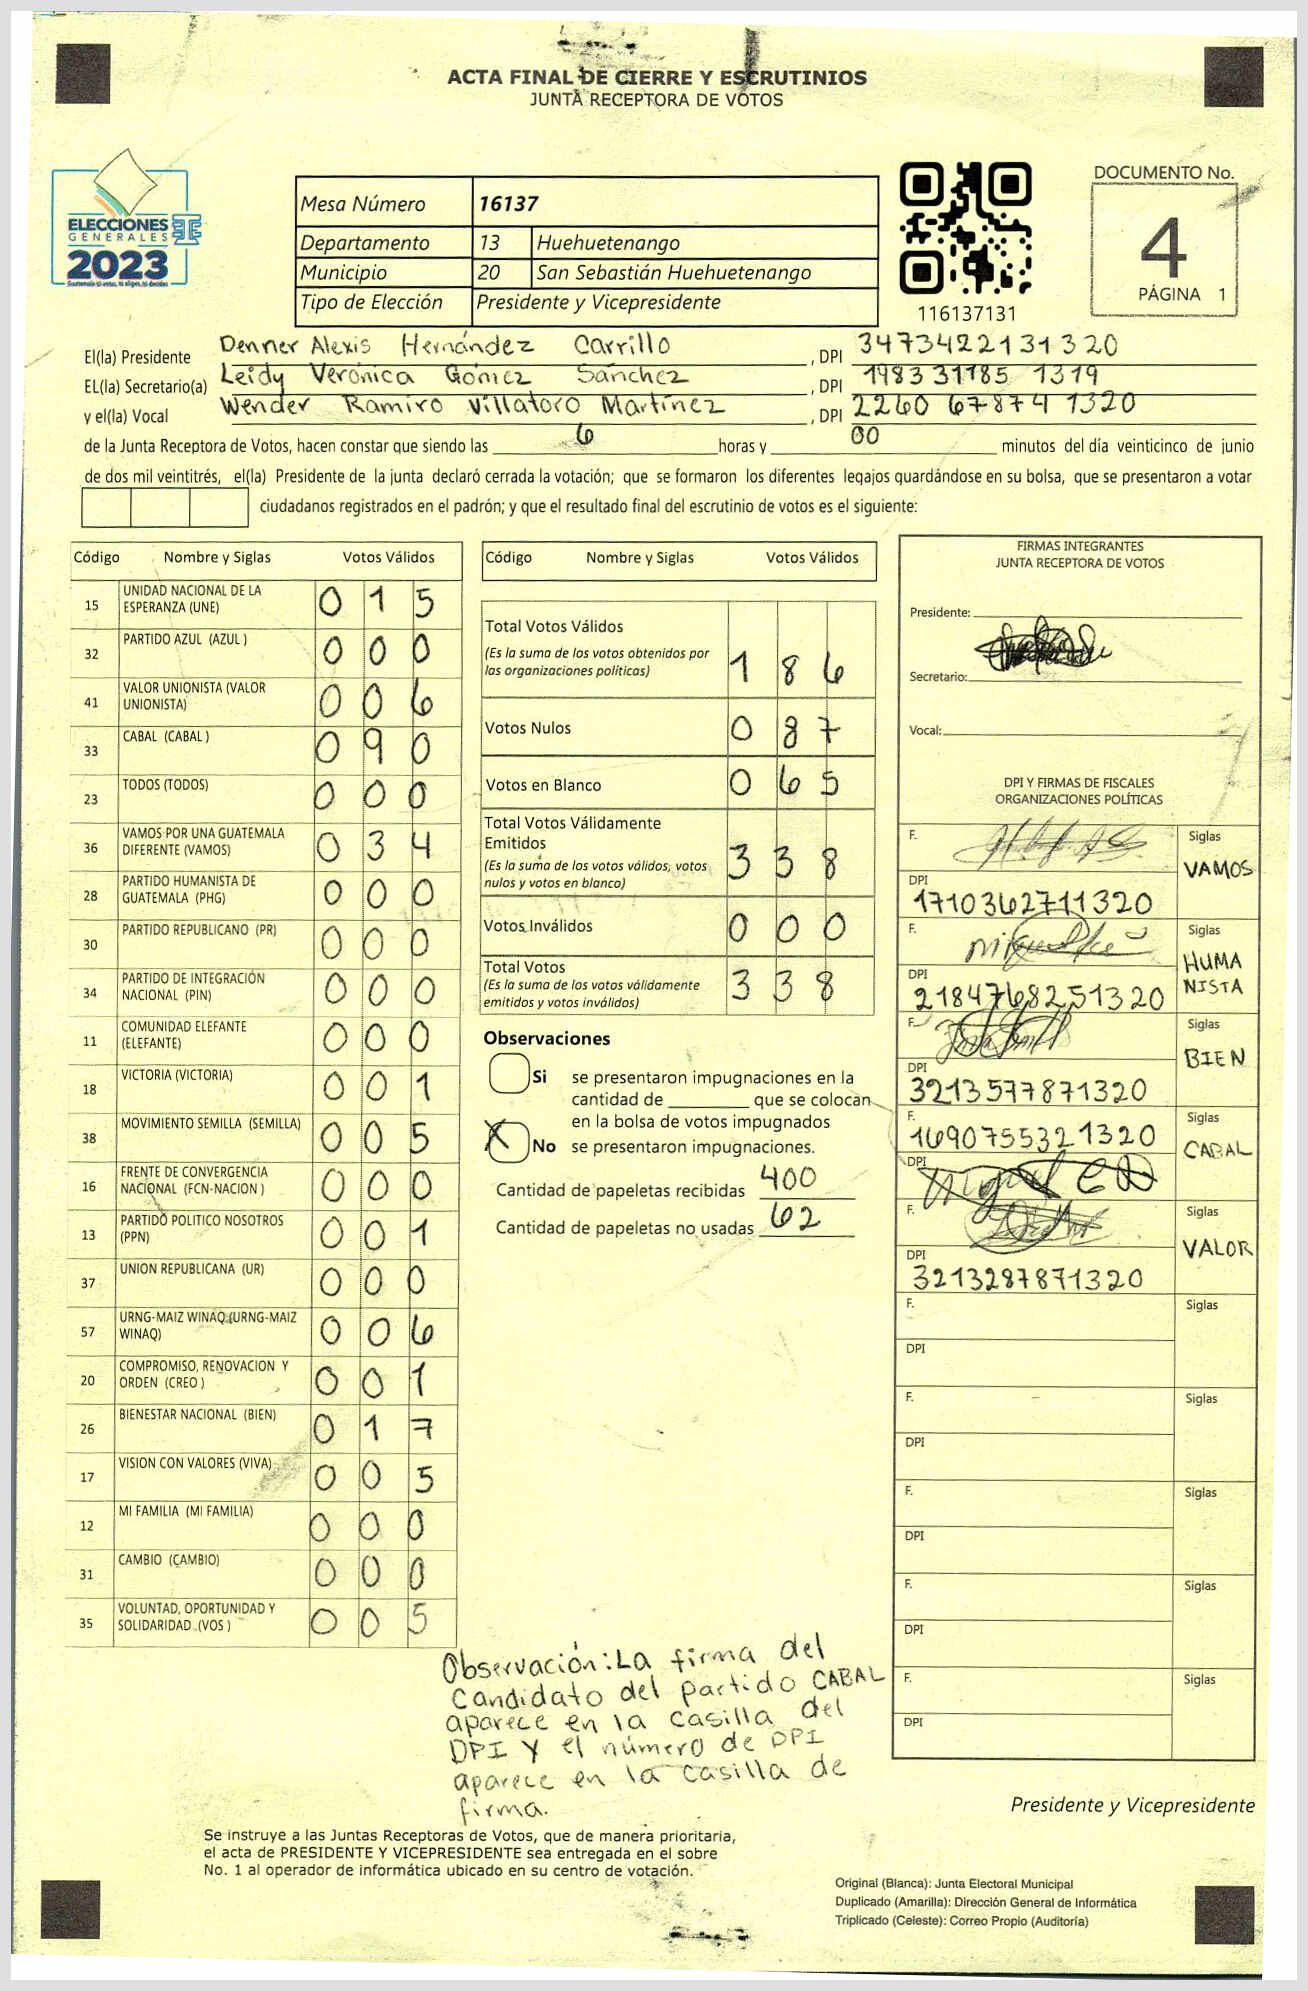 ACTA FINAL DE CIERRE Y ESCRUTINIOS
JUNTA RECEPTORA DE VOTOS
ELECCIONES
GENERALES
2023
Guatemala tú votas, tú eliges, tú decides
Mesa Número 16137
Departamento 13 Huehuetenango
Municipio 20 San Sebastián Huehuetenango
Tipo de Elección Presidente y Vicepresidente
116137131
DOCUMENTO No.
4
PÁGINA 1
El(la) Presidente Denner Alexis Hernández Carrillo, DPI 3473422131320
EL(la) Secretario(a) Leidy Verónica Gómez Sánchez, DPI 1983 31185 1319
y el(la) Vocal Wender Ramiro Villatoro Martínez, DPI 2260 67874 1320
de la Junta Receptora de Votos, hacen constar que siendo las 6 horas y 00 minutos del día veinticinco de junio
de dos mil veintitrés, el(la) Presidente de la junta declaró cerrada la votación; que se formaron los diferentes legajos guardándose en su bolsa, que se presentaron a votar
ciudadanos registrados en el padrón; y que el resultado final del escrutinio de votos es el siguiente:
Código Nombre y Siglas Votos Válidos
15 UNIDAD NACIONAL DE LA ESPERANZA (UNE) 0 1 5
32 PARTIDO AZUL (AZUL ) 0 0 0
41 VALOR UNIONISTA (VALOR UNIONISTA) 0 0 6
33 CABAL (CABAL ) 0 9 0
23 TODOS (TODOS) 0 0 0
36 VAMOS POR UNA GUATEMALA DIFERENTE (VAMOS) 0 3 4
28 PARTIDO HUMANISTA DE GUATEMALA (PHG) 0 0 0
30 PARTIDO REPUBLICANO (PR) 0 0 0
34 PARTIDO DE INTEGRACIÓN NACIONAL (PIN) 0 0 0
11 COMUNIDAD ELEFANTE (ELEFANTE) 0 0 0
18 VICTORIA (VICTORIA) 0 0 1
38 MOVIMIENTO SEMILLA (SEMILLA) 0 0 5
16 FRENTE DE CONVERGENCIA NACIONAL (FCN-NACION ) 0 0 0
13 PARTIDO POLITICO NOSOTROS (PPN) 0 0 1
37 UNION REPUBLICANA (UR) 0 0 0
57 URNG-MAIZ WINAQ (URNG-MAIZ WINAQ) 0 0 6
20 COMPROMISO, RENOVACION Y ORDEN (CREO ) 0 0 1
26 BIENESTAR NACIONAL (BIEN) 0 1 7
17 VISION CON VALORES (VIVA) 0 0 5
12 MI FAMILIA (MI FAMILIA) 0 0 0
31 CAMBIO (CAMBIO) 0 0 0
35 VOLUNTAD, OPORTUNIDAD Y SOLIDARIDAD (VOS ) 0 0 5
Código Nombre y Siglas Votos Válidos
Total Votos Válidos
(Es la suma de los votos obtenidos por
las organizaciones políticas) 1 8 6
Votos Nulos 0 8 7
Votos en Blanco 0 6 5
Total Votos Válidamente
Emitidos
(Es la suma de los votos válidos, votos
nulos y votos en blanco) 3 3 8
Votos Inválidos 0 0 0
Total Votos
(Es la suma de los votos válidamente
emitidos y votos inválidos) 3 3 8
Observaciones
Si se presentaron impugnaciones en la
cantidad de ________ que se colocan
en la bolsa de votos impugnados
X No se presentaron impugnaciones.
Cantidad de papeletas recibidas 400
Cantidad de papeletas no usadas 62
FIRMAS INTEGRANTES
JUNTA RECEPTORA DE VOTOS
Presidente:
Secretario:
Vocal:
DPI Y FIRMAS DE FISCALES
ORGANIZACIONES POLÍTICAS
F. Siglas
VAMOS
DPI
1710362711320
F. Siglas
HUMA
NISTA
DPI
2184768251320
F. Siglas
BIEN
DPI
3213577871320
F. Siglas
1690755321320
CABAL
DPI
F. Siglas
VALOR
DPI
3213287871320
F. Siglas
DPI
F. Siglas
DPI
F. Siglas
DPI
F. Siglas
DPI
F. Siglas
DPI
Observación: La firma del
Candidato del partido CABAL
aparece en la casilla del
DPI Y el número de DPI
aparece en la casilla de
firma.
Presidente y Vicepresidente
Se instruye a las Juntas Receptoras de Votos, que de manera prioritaria,
el acta de PRESIDENTE Y VICEPRESIDENTE sea entregada en el sobre
No. 1 al operador de informática ubicado en su centro de votación.
Original (Blanca): Junta Electoral Municipal
Duplicado (Amarilla): Dirección General de Informática
Triplicado (Celeste): Correo Propio (Auditoría)